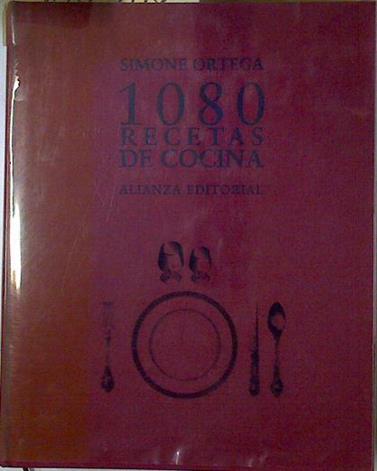 SIMONE ORTEGA
1080
RECETAS
DE COCINA
ALIANZA EDITORIAL